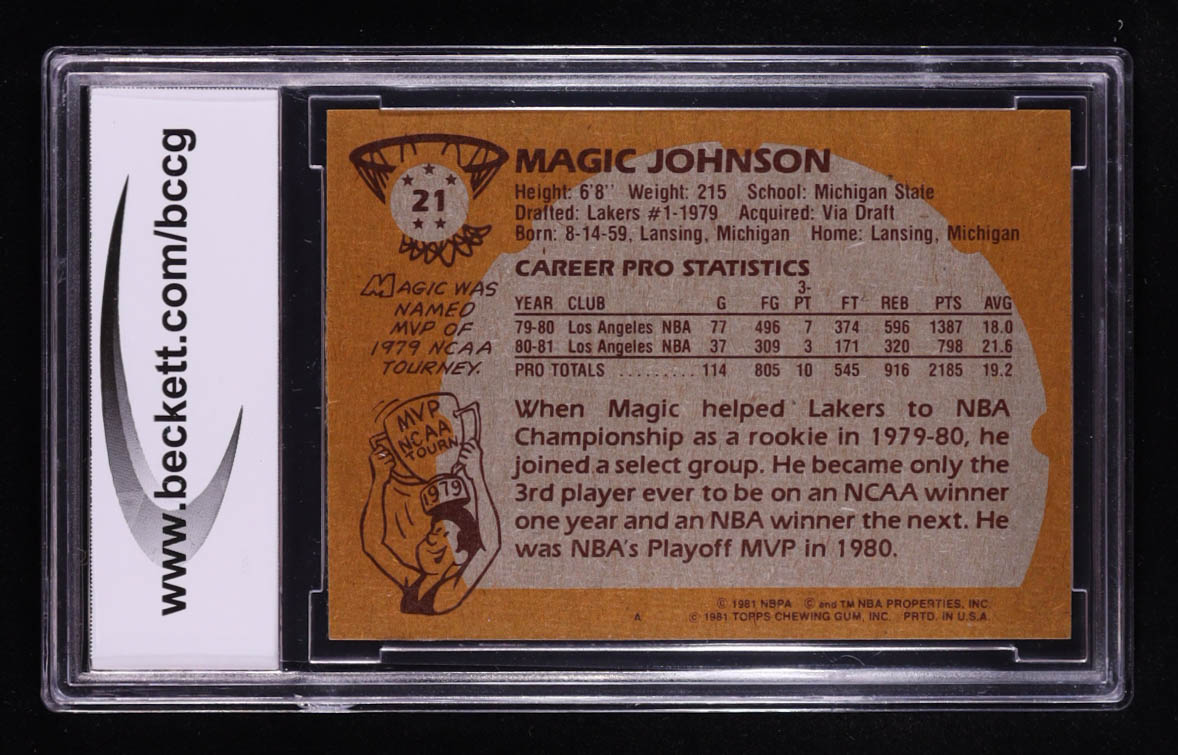 www.beckett.com/bccg
21
MAGIC JOHNSON
Height: 6'8" Weight: 215 School: Michigan State
Drafted: Lakers #1-1979 Acquired: Via Draft
Born: 8-14-59, Lansing, Michigan Home: Lansing, Michigan
MAGIC WAS
NAMED
MVP OF
1979 NCAA
TOURNEY.
MVP
NCAA
TOURN
1979
CAREER PRO STATISTICS
YEAR CLUB G FG 3-PT FT REB PTS AVG
79-80 Los Angeles NBA 77 496 7 374 596 1387 18.0
80-81 Los Angeles NBA 37 309 3 171 320 798 21.6
PRO TOTALS ......... 114 805 10 545 916 2185 19.2
When Magic helped Lakers to NBA
Championship as a rookie in 1979-80, he
joined a select group. He became only the
3rd player ever to be on an NCAA winner
one year and an NBA winner the next. He
was NBA's Playoff MVP in 1980.
© 1981 NBPA © and TM NBA PROPERTIES, INC.
A © 1981 TOPPS CHEWING GUM, INC. PRTD. IN U.S.A.